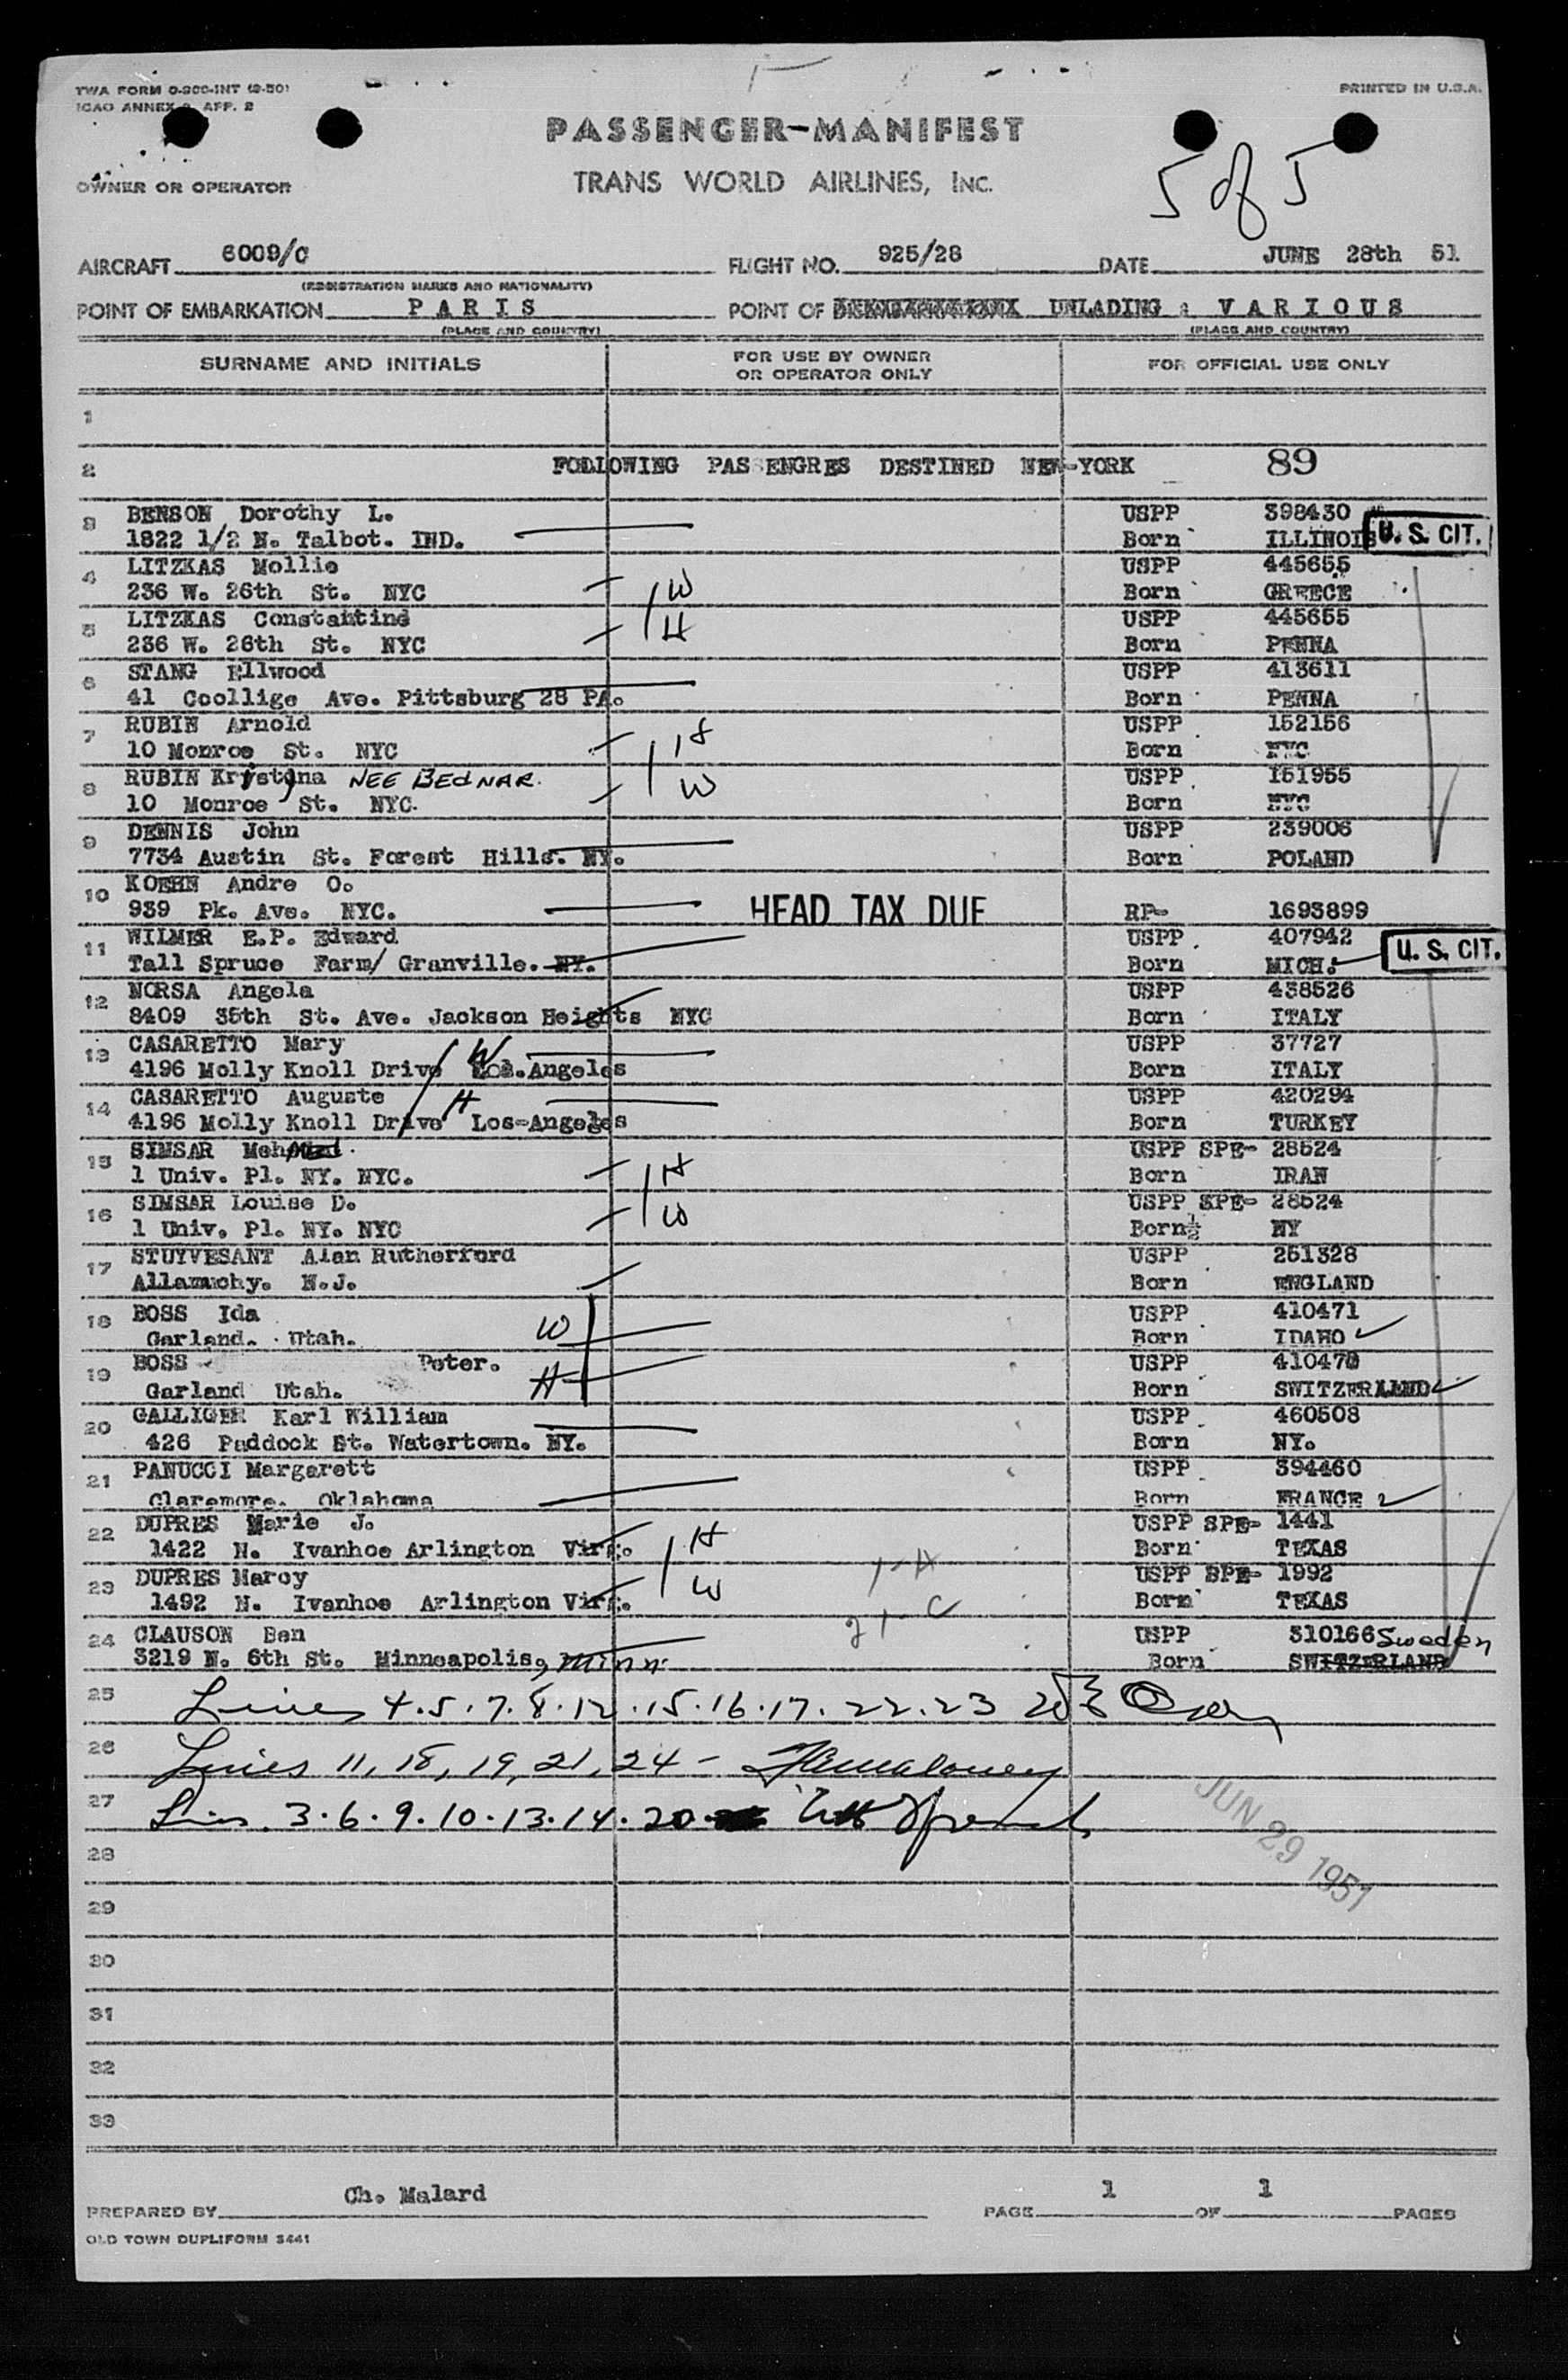 TWA FORM 0-200-INT (9-50)
ICAO ANNEX 9, APP. 2
PRINTED IN U.S.A.
PASSENGER-MANIFEST
OWNER OR OPERATOR
TRANS WORLD AIRLINES, INC.
5 of 5
AIRCRAFT 6009/C FLIGHT NO. 925/28 DATE JUNE 28th 51
(REGISTRATION MARKS AND NATIONALITY)
POINT OF EMBARKATION P A R I S POINT OF UNLADING : V A R I O U S
(PLACE AND COUNTRY) (PLACE AND COUNTRY)
SURNAME AND INITIALS FOR USE BY OWNER OR OPERATOR ONLY FOR OFFICIAL USE ONLY
1
2 FODLOWING PASSENGRES DESTINED NEW-YORK 89
3 BENSON Dorothy L. USPP 398430
1822 1/2 N. Talbot. IND. Born ILLINOIS U. S. CIT.
4 LITZKAS Mollie USPP 445655
236 W. 26th St. NYC W Born GREECE
5 LITZKAS Constantine USPP 445655
236 W. 26th St. NYC H Born PENNA
6 STANG Ellwood USPP 413611
41 Coollige Ave. Pittsburg 28 PA. Born PENNA
7 RUBIN Arnold USPP 152156
10 Monroe St. NYC H Born NYC
8 RUBIN Krystyna NEE BEDNAR. USPP 151955
10 Monroe St. NYC. W Born NYC
9 DENNIS John USPP 239006
7734 Austin St. Forest Hills. NY. Born POLAND
10 KOEHN Andre O.
939 Pk. Ave. NYC. HEAD TAX DUE RP- 1693899
11 WILMER E.P. Edward USPP 407942
Tall Spruce Farm/ Granville. NY. Born MICH. U. S. CIT.
12 NORSA Angela USPP 438526
8409 35th St. Ave. Jackson Heights NYC Born ITALY
13 CASARETTO Mary W USPP 37727
4196 Molly Knoll Drive Los.Angeles Born ITALY
14 CASARETTO Auguste H USPP 420294
4196 Molly Knoll Drive Los-Angeles Born TURKEY
15 SIMSAR USPP SPE- 28524
1 Univ. Pl. NY. NYC. H Born IRAN
16 SIMSAR Louise D. USPP SPE- 28524
1 Univ. Pl. NY. NYC W Born½ NY
17 STUYVESANT Alan Rutherford USPP 251328
Allamuchy. N.J. Born ENGLAND
18 BOSS Ida USPP 410471
Garland. Utah. W Born IDAHO
19 BOSS Peter. USPP 410470
Garland Utah. H Born SWITZERLAND
20 GALLIGER Karl William USPP 460508
426 Paddock St. Watertown. NY. Born NY.
21 PANUCCI Margarett USPP 394460
Claremore. Oklahoma Born FRANCE
22 DUPRES Marie J. USPP SPE- 1441
1422 N. Ivanhoe Arlington Virg. H Born TEXAS
23 DUPRES Marcy USPP SPE- 1992
1492 N. Ivanhoe Arlington Virg. W Born TEXAS
24 CLAUSON Ben USPP 310166 Sweden
3219 N. 6th St. Minneapolis, Minn. Born SWITZERLAND
25 Lines 4.5.7.8.12.15.16.17.22.23
26 Lines 11, 18, 19, 21, 24 -
27 Lines 3.6.9.10.13.14.20
JUN 29 1951
28
29
30
31
32
33
PREPARED BY Ch. Malard PAGE 1 OF 1 PAGES
OLD TOWN DUPLIFORM 3441